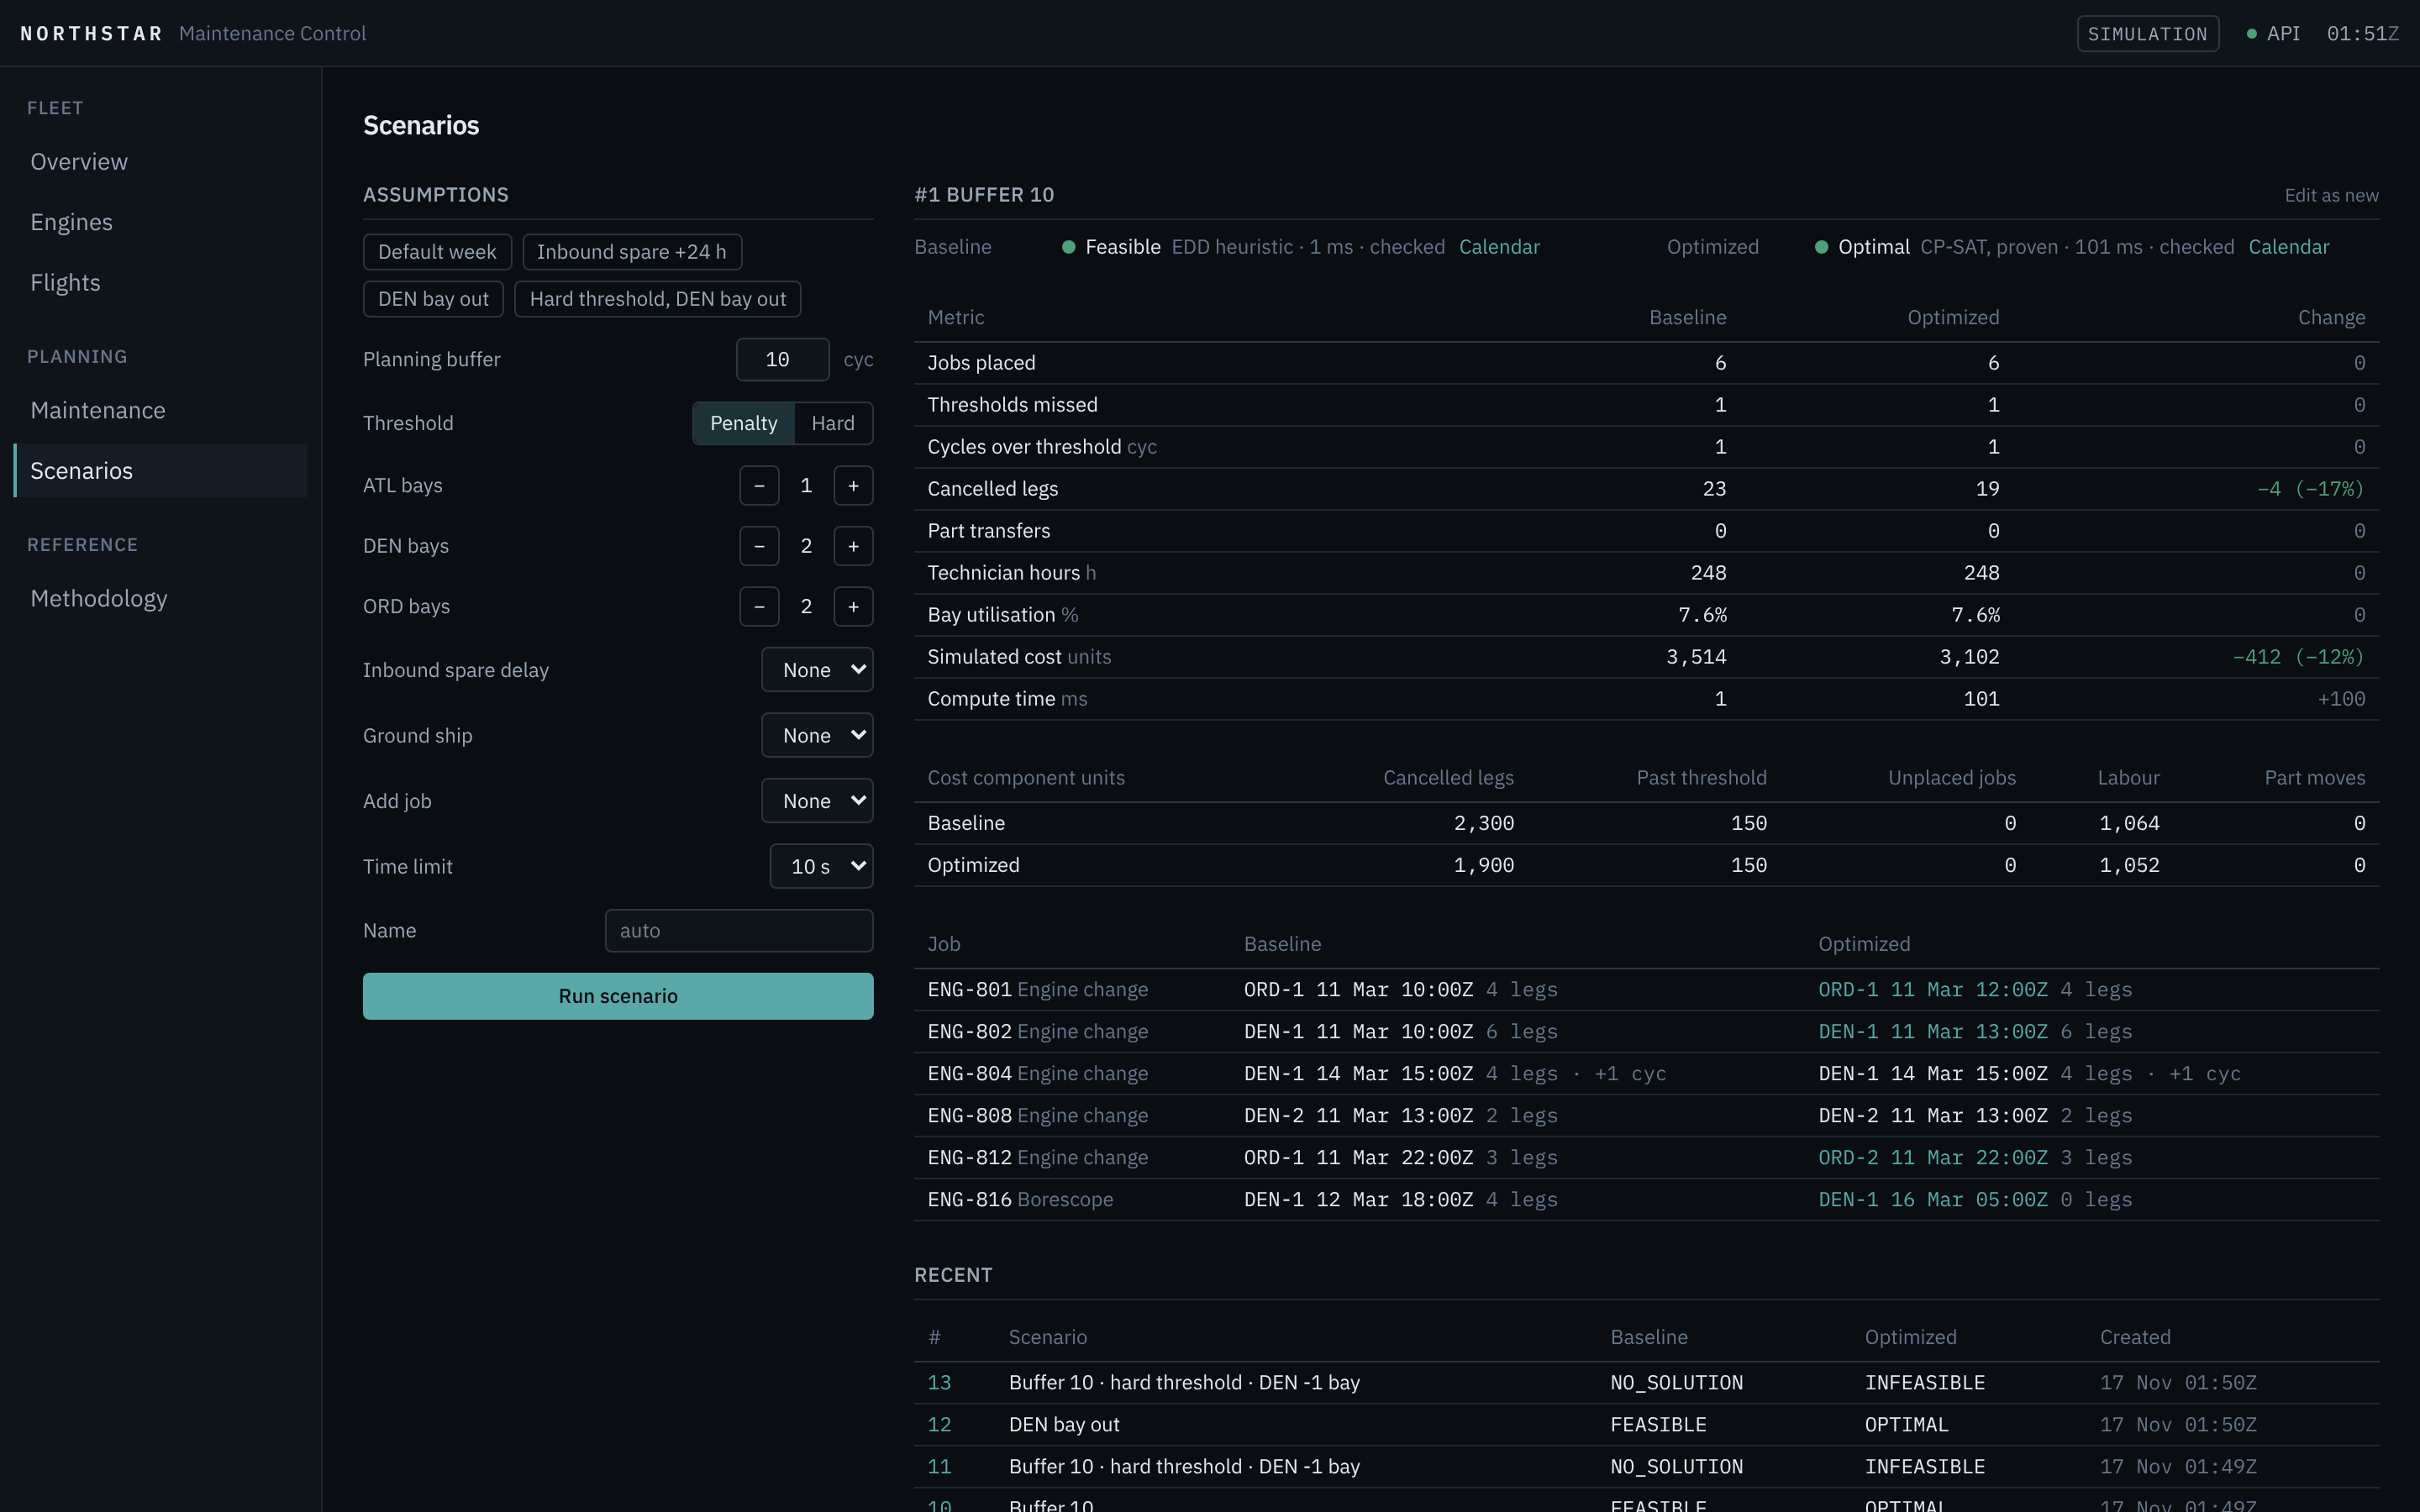 NORTHSTAR Maintenance Control SIMULATION API 01:51Z
FLEET
Overview
Engines
Flights
PLANNING
Maintenance
Scenarios
REFERENCE
Methodology
Scenarios
ASSUMPTIONS
Default week Inbound spare +24 h
DEN bay out Hard threshold, DEN bay out
Planning buffer 10 cyc
Threshold Penalty Hard
ATL bays − 1 +
DEN bays − 2 +
ORD bays − 2 +
Inbound spare delay None
Ground ship None
Add job None
Time limit 10 s
Name auto
Run scenario
#1 BUFFER 10 Edit as new
Baseline Feasible EDD heuristic · 1 ms · checked Calendar Optimized Optimal CP-SAT, proven · 101 ms · checked Calendar
Metric Baseline Optimized Change
Jobs placed 6 6 0
Thresholds missed 1 1 0
Cycles over threshold cyc 1 1 0
Cancelled legs 23 19 −4 (−17%)
Part transfers 0 0 0
Technician hours h 248 248 0
Bay utilisation % 7.6% 7.6% 0
Simulated cost units 3,514 3,102 −412 (−12%)
Compute time ms 1 101 +100
Cost component units Cancelled legs Past threshold Unplaced jobs Labour Part moves
Baseline 2,300 150 0 1,064 0
Optimized 1,900 150 0 1,052 0
Job Baseline Optimized
ENG-801 Engine change ORD-1 11 Mar 10:00Z 4 legs ORD-1 11 Mar 12:00Z 4 legs
ENG-802 Engine change DEN-1 11 Mar 10:00Z 6 legs DEN-1 11 Mar 13:00Z 6 legs
ENG-804 Engine change DEN-1 14 Mar 15:00Z 4 legs · +1 cyc DEN-1 14 Mar 15:00Z 4 legs · +1 cyc
ENG-808 Engine change DEN-2 11 Mar 13:00Z 2 legs DEN-2 11 Mar 13:00Z 2 legs
ENG-812 Engine change ORD-1 11 Mar 22:00Z 3 legs ORD-2 11 Mar 22:00Z 3 legs
ENG-816 Borescope DEN-1 12 Mar 18:00Z 4 legs DEN-1 16 Mar 05:00Z 0 legs
RECENT
# Scenario Baseline Optimized Created
13 Buffer 10 · hard threshold · DEN -1 bay NO_SOLUTION INFEASIBLE 17 Nov 01:50Z
12 DEN bay out FEASIBLE OPTIMAL 17 Nov 01:50Z
11 Buffer 10 · hard threshold · DEN -1 bay NO_SOLUTION INFEASIBLE 17 Nov 01:49Z
10 Buffer 10 FEASIBLE OPTIMAL 17 Nov 01:49Z